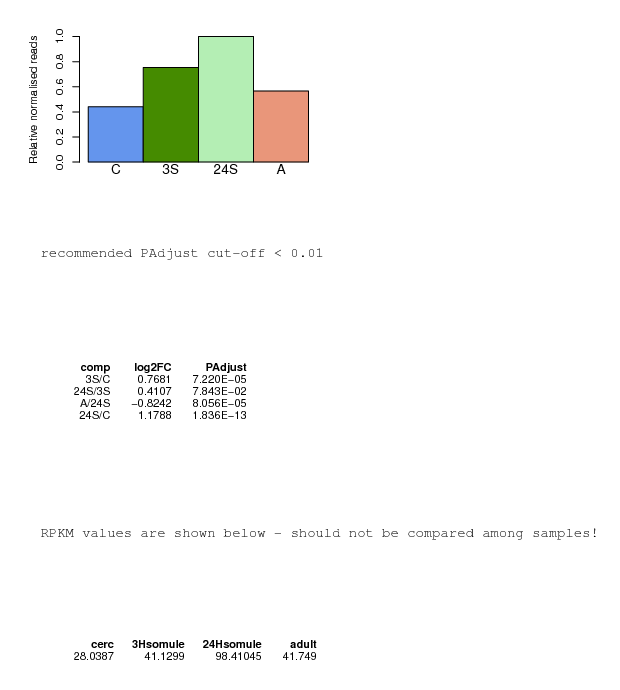 Relative normalised reads
1.0
0.8
0.6
0.4
0.2
0.0
C 3S 24S A
recommended PAdjust cut-off < 0.01
comp log2FC PAdjust
3S/C 0.7681 7.220E−05
24S/3S 0.4107 7.843E−02
A/24S −0.8242 8.056E−05
24S/C 1.1788 1.836E−13
RPKM values are shown below - should not be compared among samples!
cerc 3Hsomule 24Hsomule adult
28.0387 41.1299 98.41045 41.749